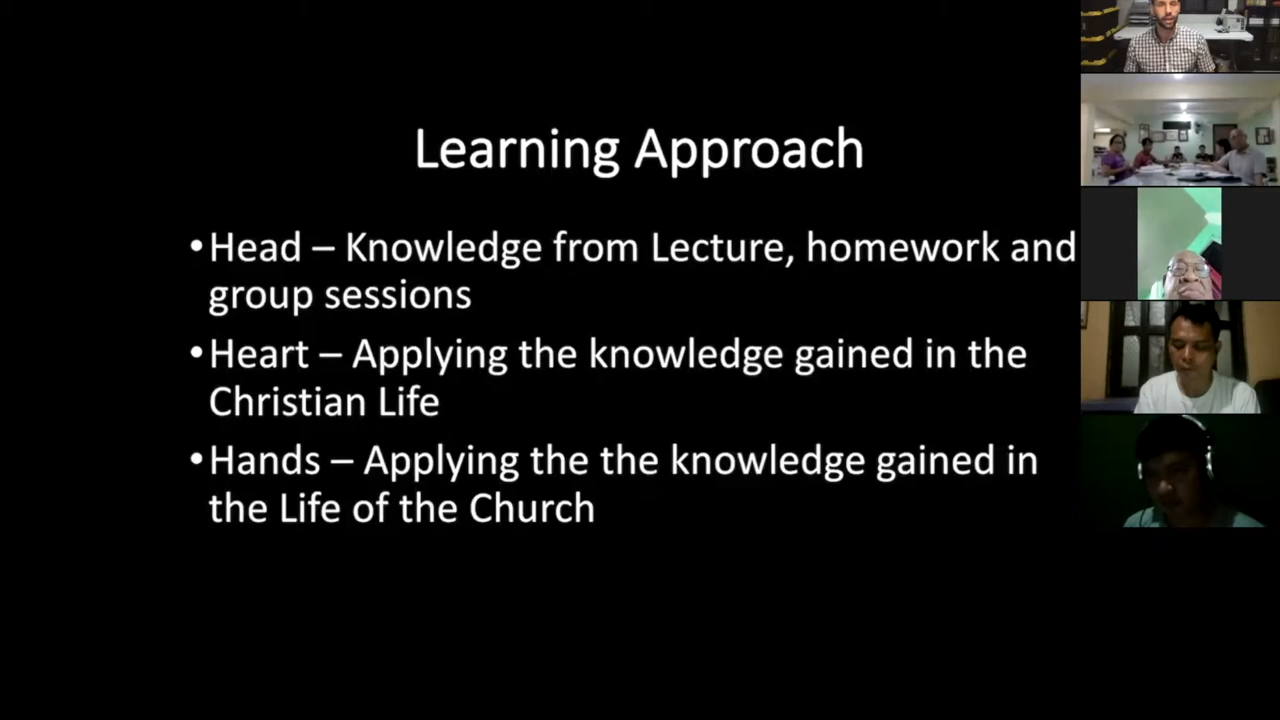 Learning Approach
•Head – Knowledge from Lecture, homework and
group sessions
•Heart – Applying the knowledge gained in the
Christian Life
•Hands – Applying the the knowledge gained in
the Life of the Church